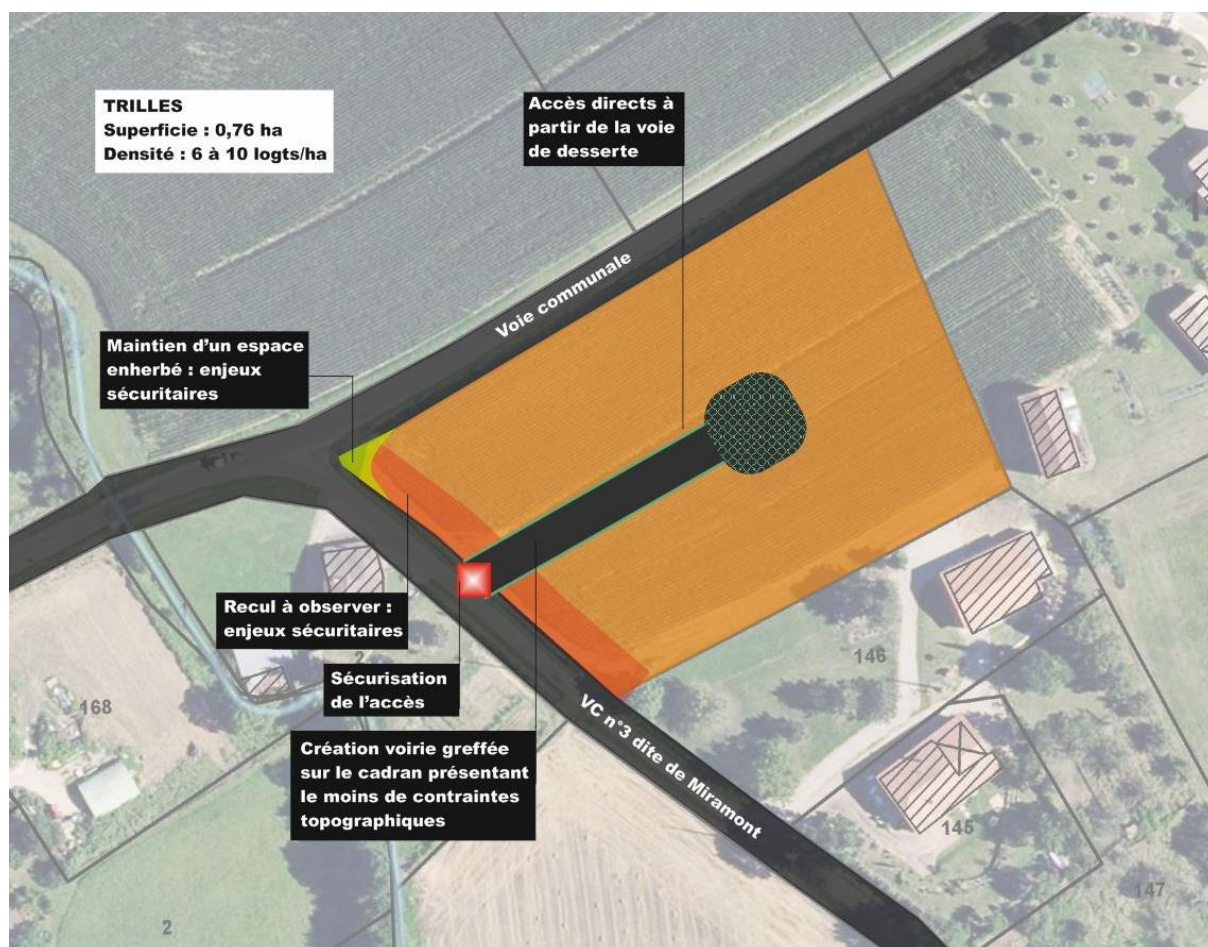 TRILLES
Superficie : 0,76 ha
Densité : 6 à 10 logts/ha
Accès directs à
partir de la voie
de desserte
Voie communale
Maintien d'un espace
enherbé : enjeux
sécuritaires
Recul à observer :
enjeux sécuritaires
2
146
Sécurisation
de l'accès
168
VC n°3 dite de Miramont
Création voirie greffée
sur le cadran présentant
le moins de contraintes
topographiques
145
147
2